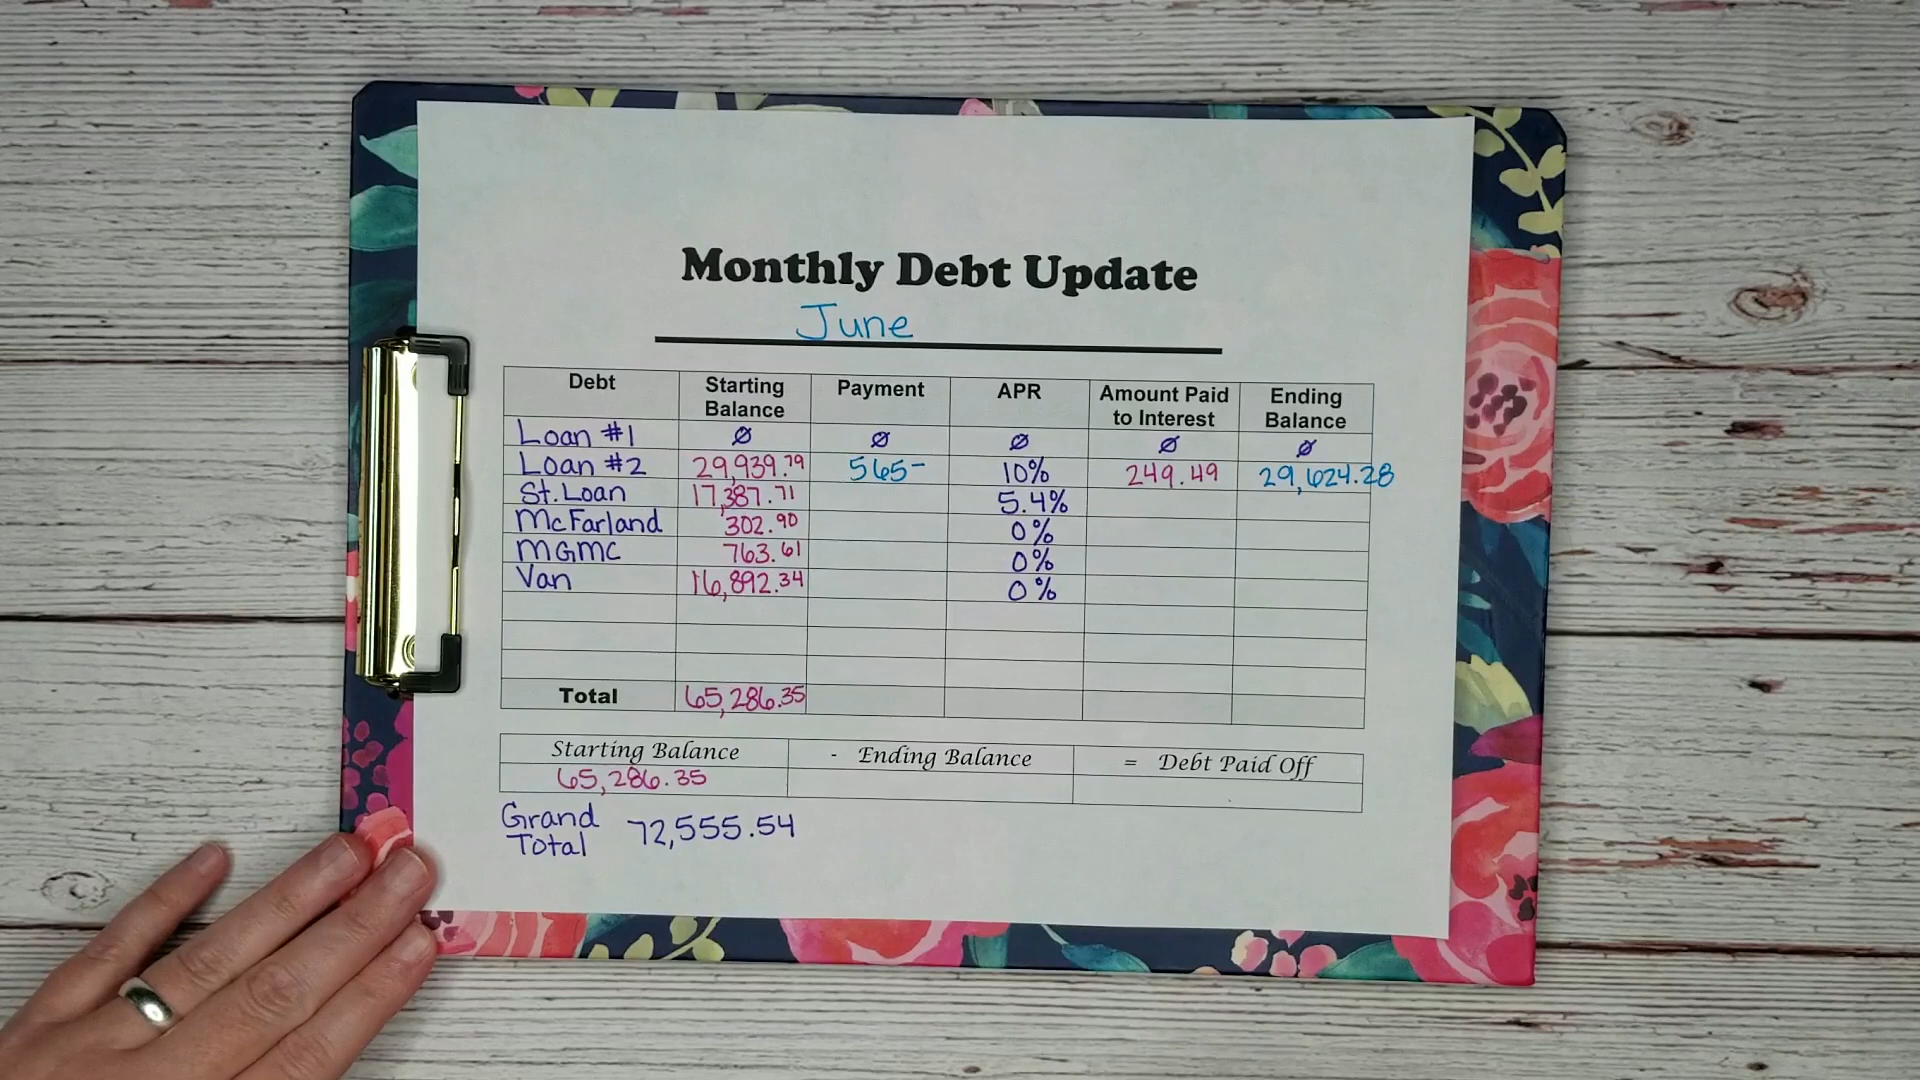 Monthly Debt Update
June
Debt Starting Balance Payment APR Amount Paid to Interest Ending Balance
Loan #1 Ø Ø Ø Ø Ø
Loan #2 29,939.79 565- 10% 249.49 29,624.28
St. Loan 17,387.71 5.4%
McFarland 302.90 0%
MGMC 763.61 0%
Van 16,892.34 0%
Total 65,286.35
Starting Balance - Ending Balance = Debt Paid Off
65,286.35
Grand Total 72,555.54